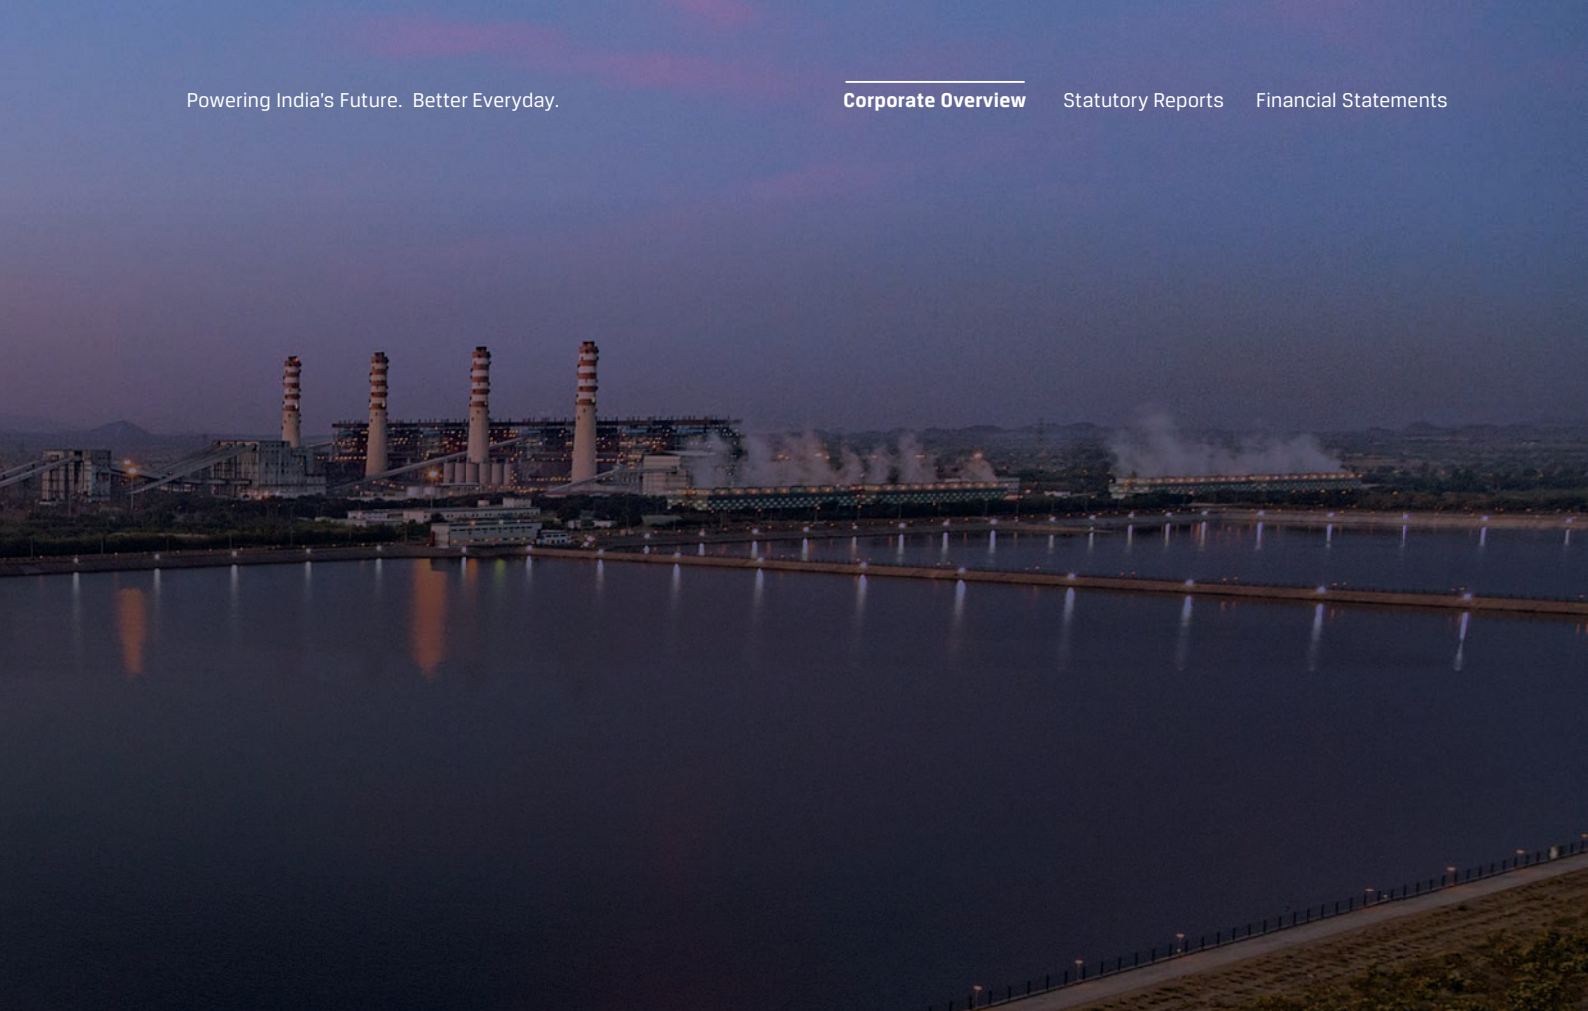 Powering India's Future. Better Everyday.
Corporate Overview
Statutory Reports
Financial Statements